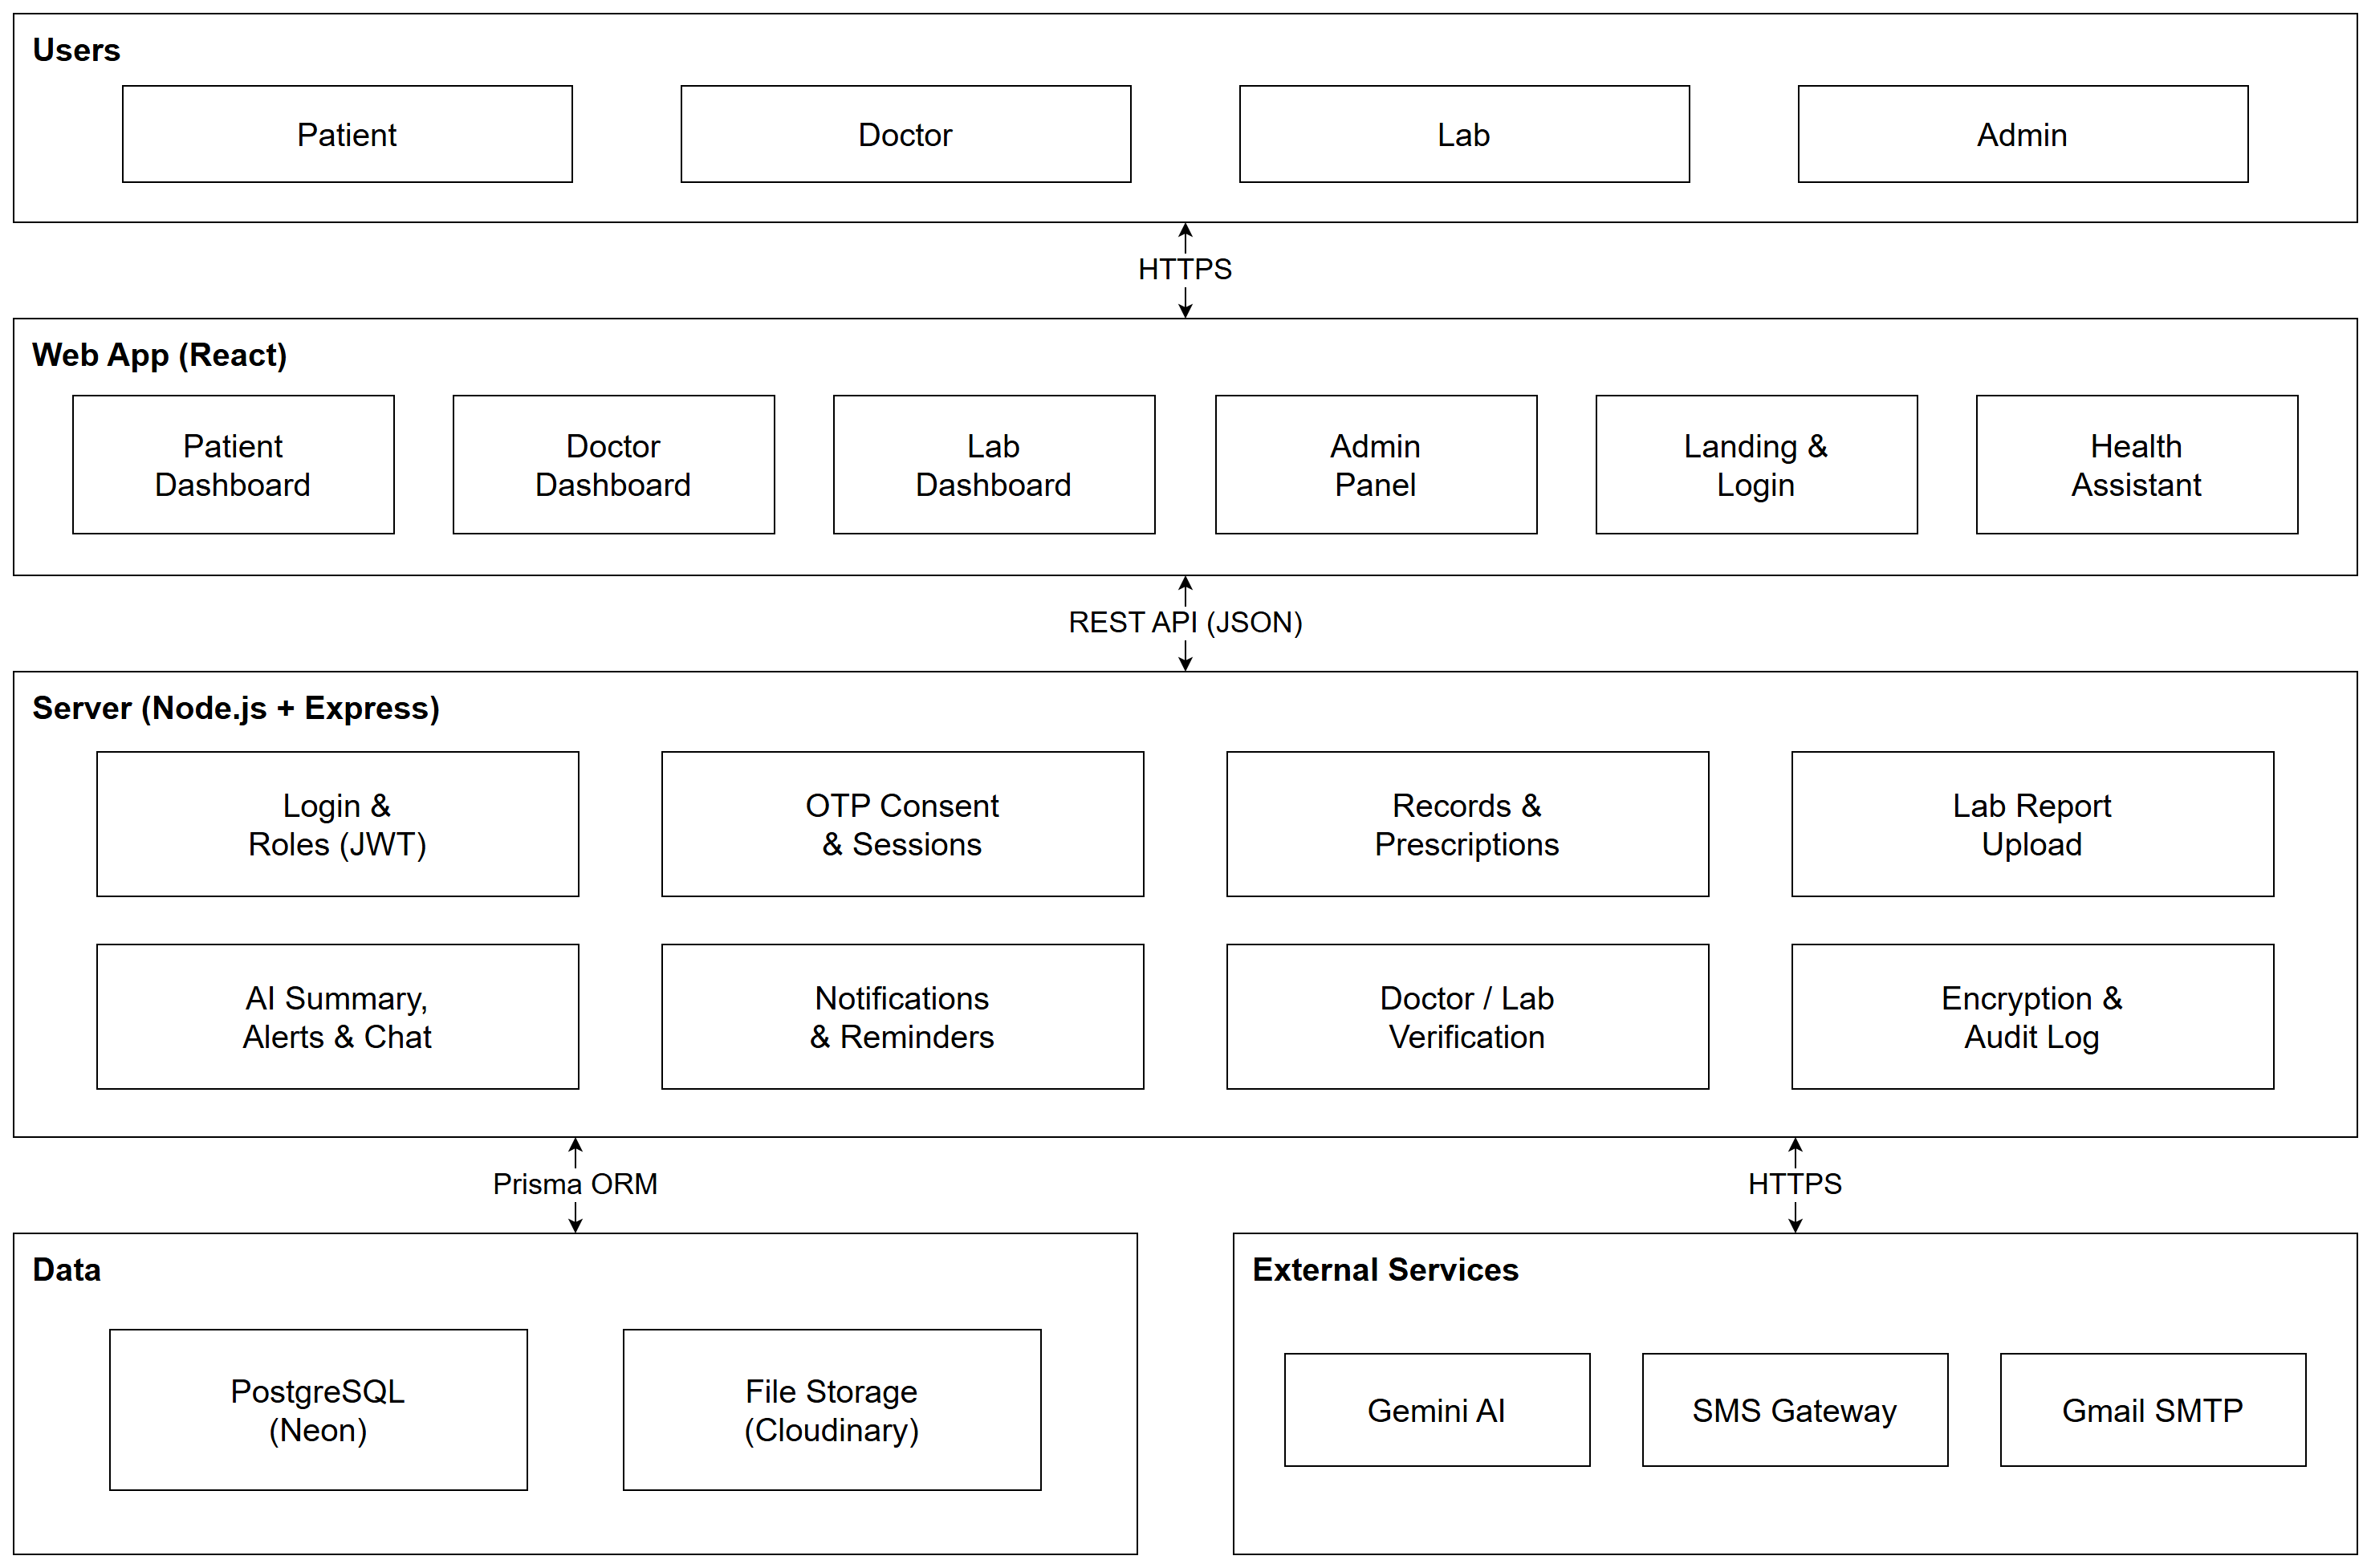 Users
Patient
Doctor
Lab
Admin
HTTPS
Web App (React)
Patient
Dashboard
Doctor
Dashboard
Lab
Dashboard
Admin
Panel
Landing &
Login
Health
Assistant
REST API (JSON)
Server (Node.js + Express)
Login &
Roles (JWT)
OTP Consent
& Sessions
Records &
Prescriptions
Lab Report
Upload
AI Summary,
Alerts & Chat
Notifications
& Reminders
Doctor / Lab
Verification
Encryption &
Audit Log
Prisma ORM
HTTPS
Data
PostgreSQL
(Neon)
File Storage
(Cloudinary)
External Services
Gemini AI
SMS Gateway
Gmail SMTP